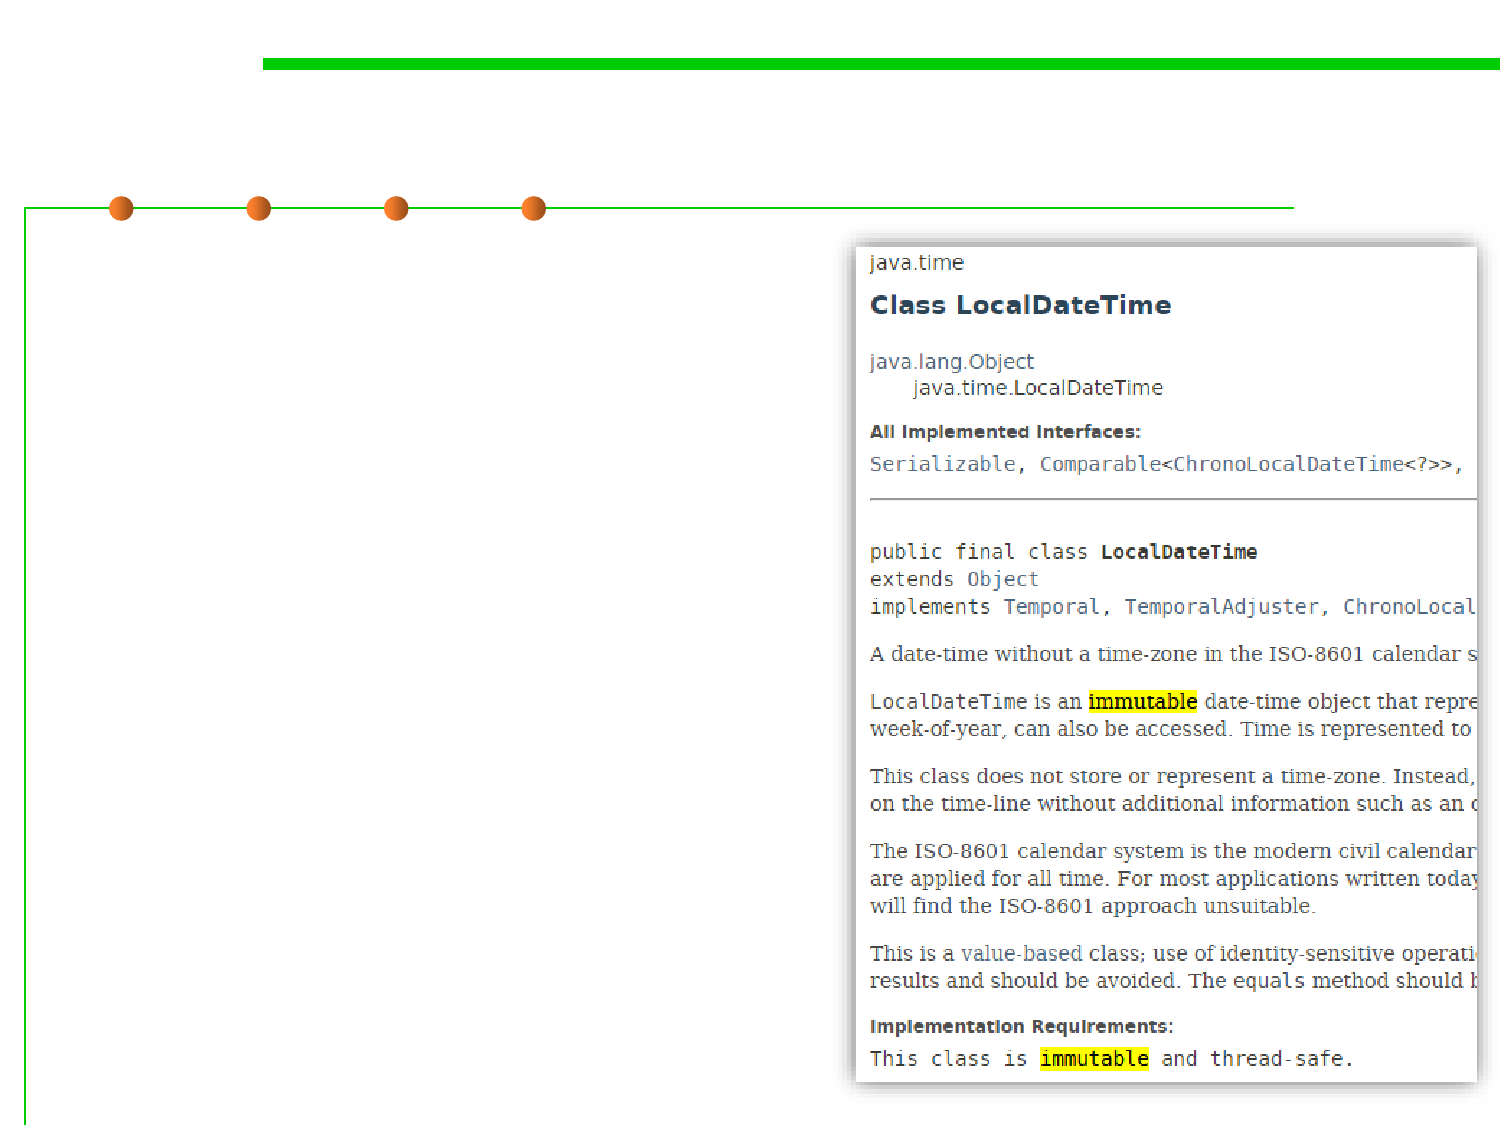 java.time
Class LocalDateTime
java.lang.Object
java.time.LocalDateTime
All Implemented Interfaces:
Serializable, Comparable<ChronoLocalDateTime<?>>,
public final class LocalDateTime
extends Object
implements Temporal, TemporalAdjuster, ChronoLocal
A date-time without a time-zone in the ISO-8601 calendar s
LocalDateTime is an immutable date-time object that repre
week-of-year, can also be accessed. Time is represented to
This class does not store or represent a time-zone. Instead,
on the time-line without additional information such as an o
The ISO-8601 calendar system is the modern civil calendar
are applied for all time. For most applications written today
will find the ISO-8601 approach unsuitable.
This is a value-based class; use of identity-sensitive operati
results and should be avoided. The equals method should b
Implementation Requirements:
This class is immutable and thread-safe.